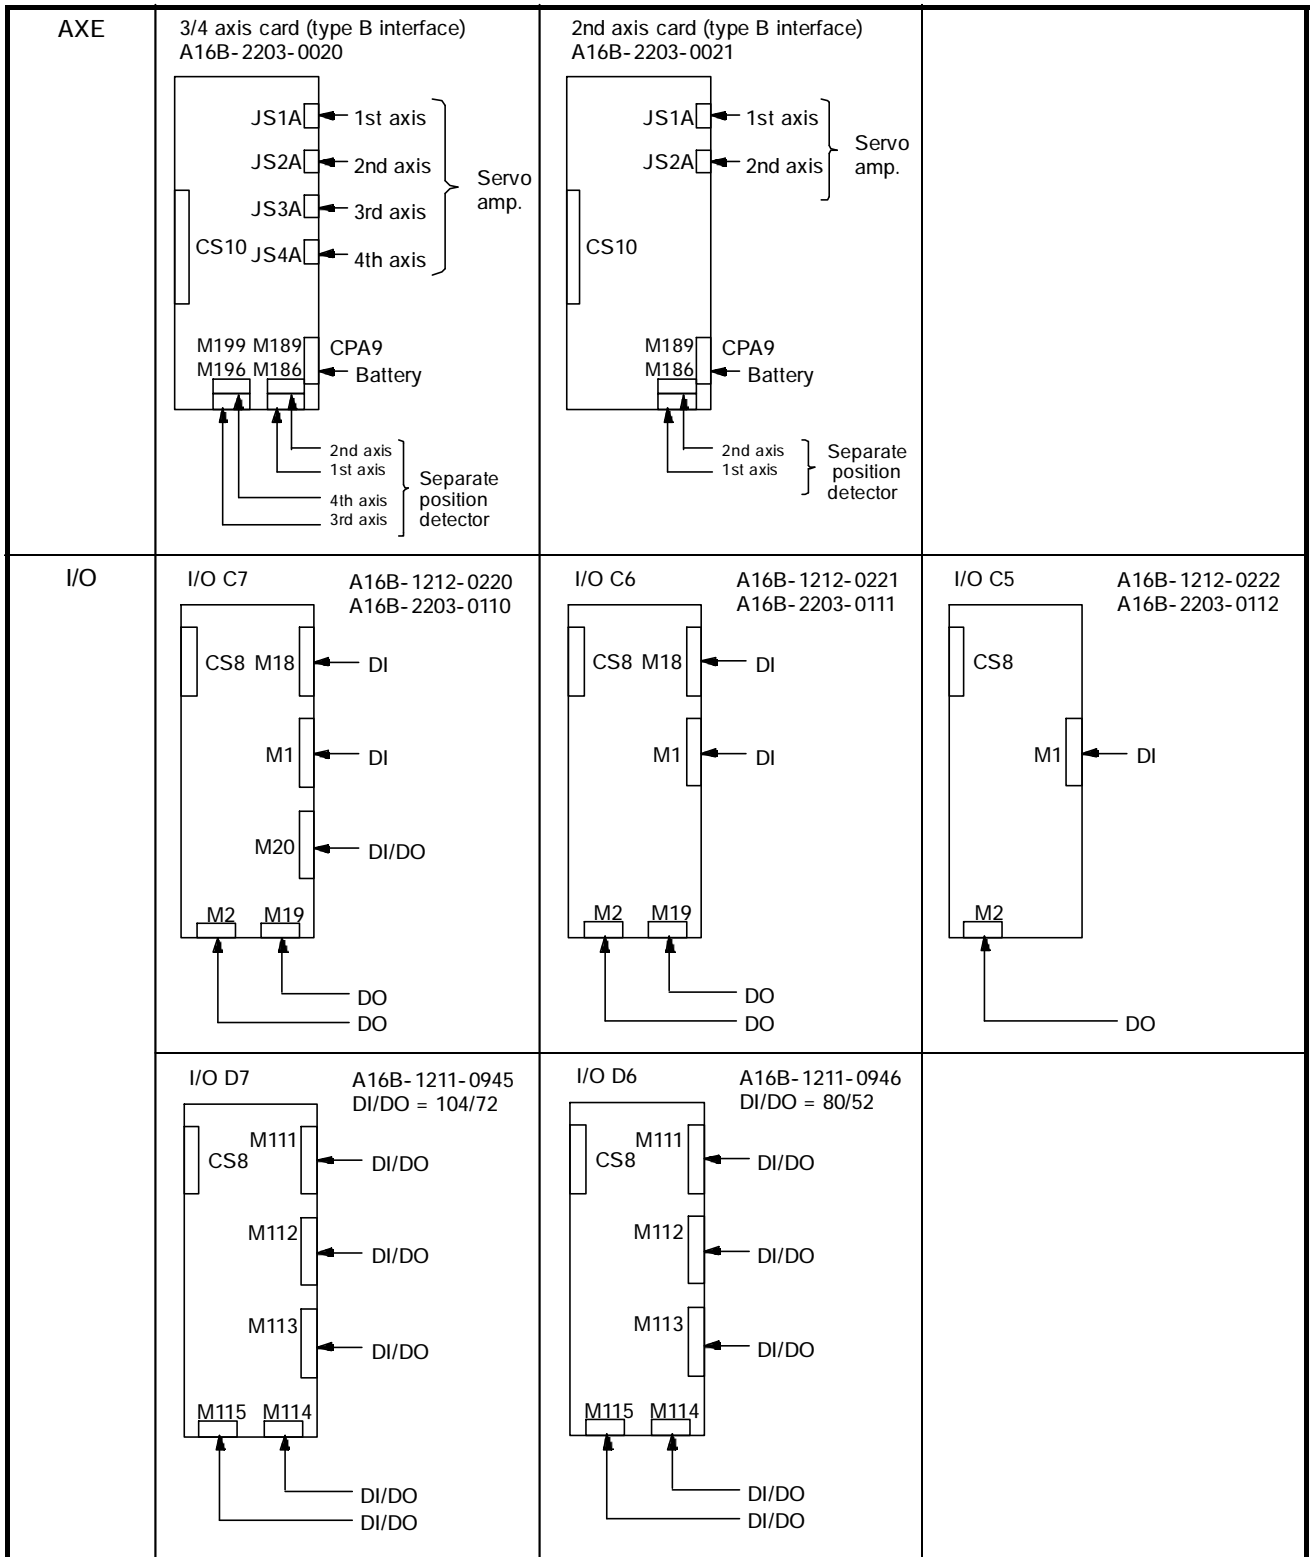 AXE
3/4 axis card (type B interface)
A16B-2203-0020
JS1A
1st axis
JS2A
2nd axis
JS3A
3rd axis
CS10
JS4A
4th axis
Servo
amp.
M199 M189
CPA9
M196 M186
Battery
2nd axis
1st axis
4th axis
3rd axis
Separate
position
detector
2nd axis card (type B interface)
A16B-2203-0021
JS1A
1st axis
JS2A
2nd axis
Servo
amp.
CS10
M189
CPA9
M186
Battery
2nd axis
1st axis
Separate
position
detector
I/O
I/O C7
A16B-1212-0220
A16B-2203-0110
CS8 M18
DI
M1
DI
M20
DI/DO
M2 M19
DO
DO
I/O C6
A16B-1212-0221
A16B-2203-0111
CS8 M18
DI
M1
DI
M2 M19
DO
DO
I/O C5
A16B-1212-0222
A16B-2203-0112
CS8
M1
DI
M2
DO
I/O D7
A16B-1211-0945
DI/DO = 104/72
M111
CS8
DI/DO
M112
DI/DO
M113
DI/DO
M115 M114
DI/DO
DI/DO
I/O D6
A16B-1211-0946
DI/DO = 80/52
M111
CS8
DI/DO
M112
DI/DO
M113
DI/DO
M115 M114
DI/DO
DI/DO